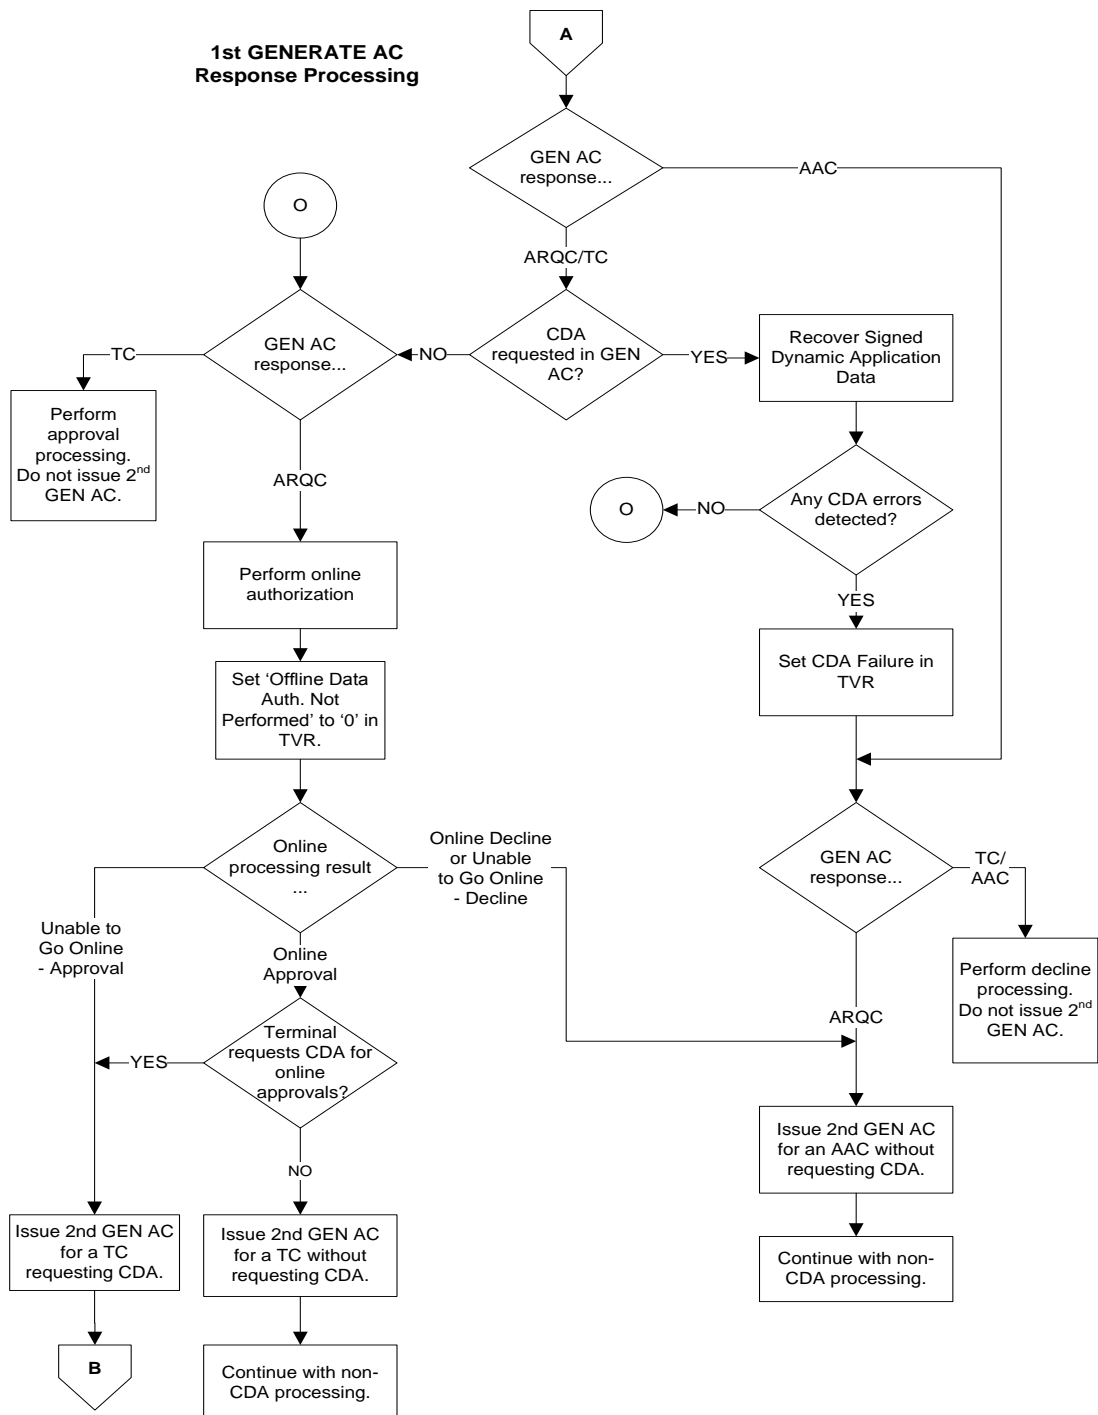 A
1st GENERATE AC
Response Processing
GEN AC
response...
AAC
O
ARQC/TC
GEN AC
response...
NO
CDA
requested in GEN
AC?
YES
Recover Signed
Dynamic Application
Data
TC
Perform
approval
processing.
Do not issue 2nd
GEN AC.
ARQC
O
NO
Any CDA errors
detected?
Perform online
authorization
YES
Set CDA Failure in
TVR
Set ‘Offline Data
Auth. Not
Performed’ to ‘0’ in
TVR.
Online
processing result
...
Online Decline
or Unable
to Go Online
- Decline
GEN AC
response...
TC/
AAC
Unable to
Go Online
- Approval
Online
Approval
Perform decline
processing.
Do not issue 2nd
GEN AC.
ARQC
Terminal
requests CDA for
online
approvals?
YES
Issue 2nd GEN AC
for an AAC without
requesting CDA.
NO
Issue 2nd GEN AC
for a TC
requesting CDA.
Issue 2nd GEN AC
for a TC without
requesting CDA.
Continue with non-
CDA processing.
B
Continue with non-
CDA processing.